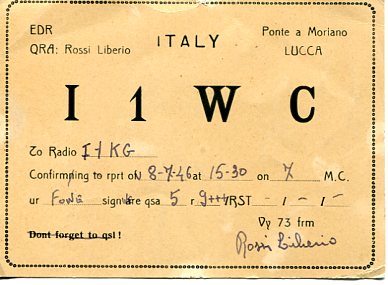 EDR
ITALY
Ponte a Moriano
QRA: Rossi Liberio
LUCCA
I 1 W C
To Radio I1KG
Confirming to rprt of 8-7-46 at 15-30 on 7 M.C.
ur Fone sign qsa 5 r 9+++ RST - / - / -
Vy 73 frm
Dont forget to qsl !
Rossi Liberio